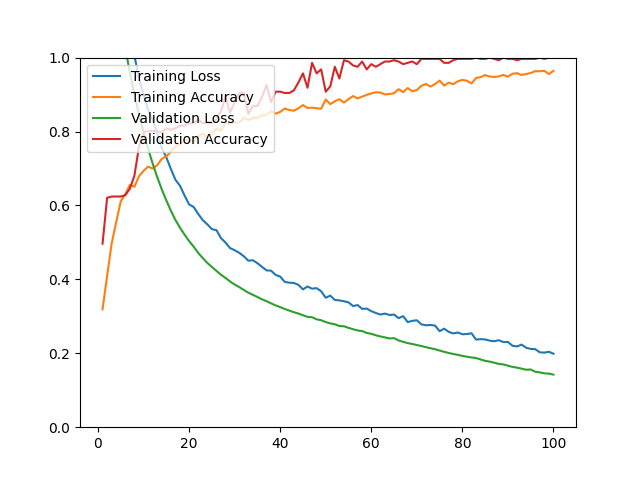 1.0
0.8
0.6
0.4
0.2
0.0
Training Loss
Training Accuracy
Validation Loss
Validation Accuracy
0 20 40 60 80 100